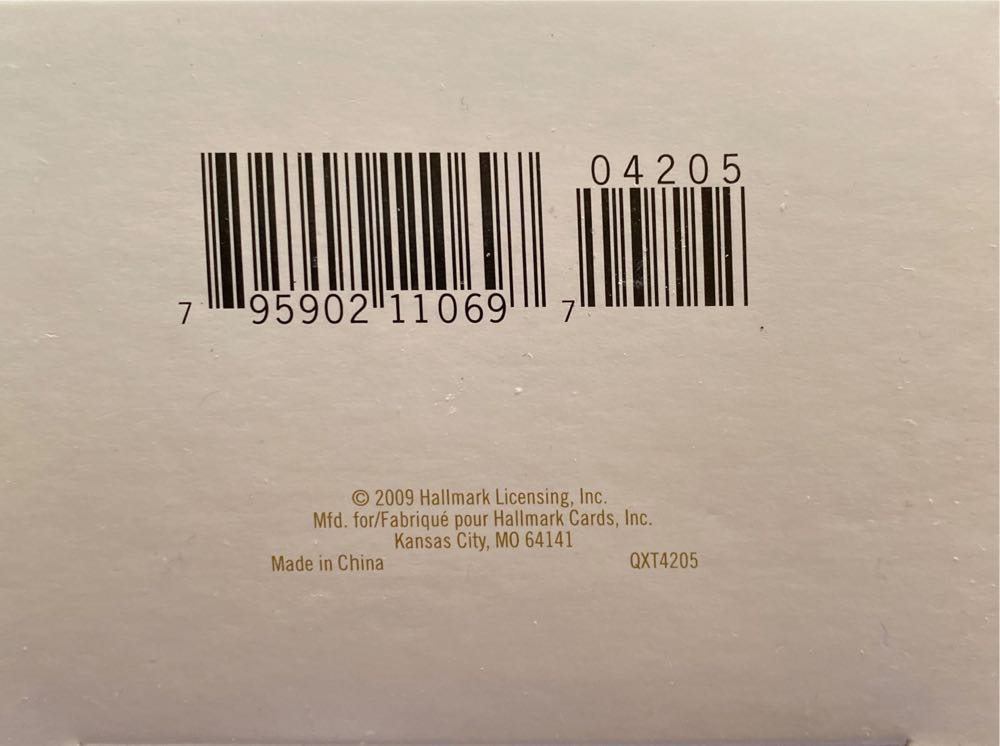 04205
7 95902 11069 7
© 2009 Hallmark Licensing, Inc.
Mfd. for/Fabriqué pour Hallmark Cards, Inc.
Kansas City, MO 64141
Made in China QXT4205